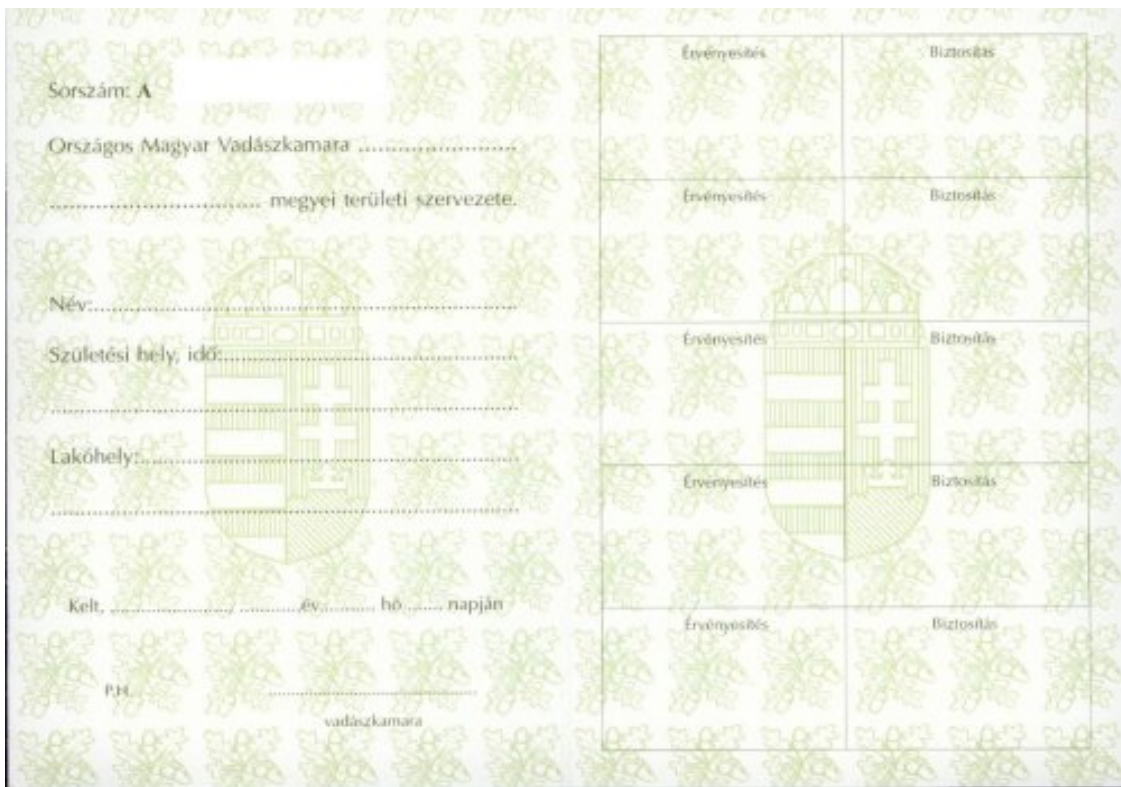 Sorszám: A
Országos Magyar Vadászkamara ........................
................................ megyei területi szervezete.
Név:.................................................................
Születési hely, idő:.............................................
........................................................................
Lakóhely:..........................................................
........................................................................
Kelt, ......................, ............év.......... hó ....... napján
P.H. ....................................
vadászkamara
Érvényesítés Biztosítás
Érvényesítés Biztosítás
Érvényesítés Biztosítás
Érvényesítés Biztosítás
Érvényesítés Biztosítás